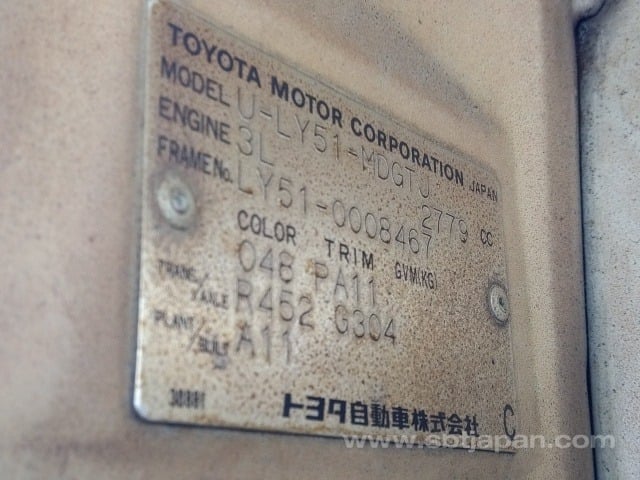 TOYOTA MOTOR CORPORATION JAPAN
MODEL U-LY51-MDGTJ
ENGINE 3L 2779 CC
FRAME No. LY51-0008467
COLOR TRIM GVM(KG)
048 PA11
TRANS/AXLE R452 G304
PLANT/BUILT A11
トヨタ自動車株式会社 C
www.sbtjapan.com